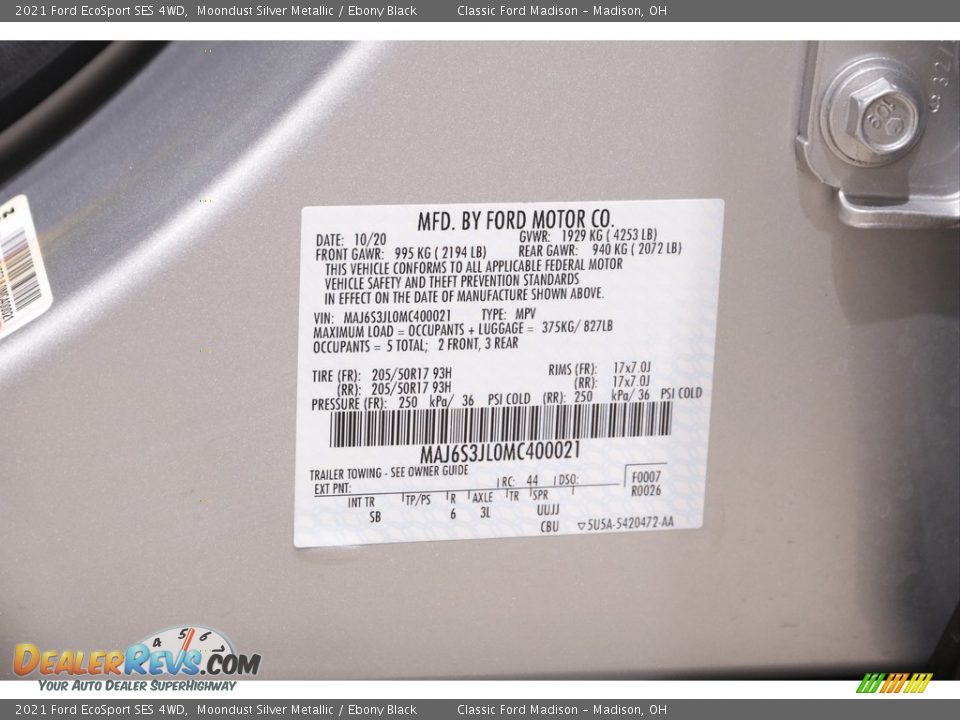 2021 Ford EcoSport SES 4WD, Moondust Silver Metallic / Ebony Black Classic Ford Madison – Madison, OH
MFD. BY FORD MOTOR CO.
DATE: 10/20 GVWR: 1929 KG ( 4253 LB)
FRONT GAWR: 995 KG ( 2194 LB) REAR GAWR: 940 KG ( 2072 LB)
THIS VEHICLE CONFORMS TO ALL APPLICABLE FEDERAL MOTOR
VEHICLE SAFETY AND THEFT PREVENTION STANDARDS
IN EFFECT ON THE DATE OF MANUFACTURE SHOWN ABOVE.
VIN: MAJ6S3JL0MC400021 TYPE: MPV
MAXIMUM LOAD = OCCUPANTS + LUGGAGE = 375KG/ 827LB
OCCUPANTS = 5 TOTAL; 2 FRONT, 3 REAR
TIRE (FR): 205/50R17 93H RIMS (FR): 17x7.0J
(RR): 205/50R17 93H (RR): 17x7.0J
PRESSURE (FR): 250 kPa/ 36 PSI COLD (RR): 250 kPa/ 36 PSI COLD
MAJ6S3JL0MC400021
TRAILER TOWING - SEE OWNER GUIDE
EXT PNT: RC: 44 DSO: F0007
R0026
INT TR TP/PS R AXLE TR SPR
SB 6 3L UUJJ
CBU 5U5A-5420472-AA
4 5 6
DEALERREVS.COM
YOUR AUTO DEALER SUPERHIGHWAY
2021 Ford EcoSport SES 4WD, Moondust Silver Metallic / Ebony Black Classic Ford Madison – Madison, OH